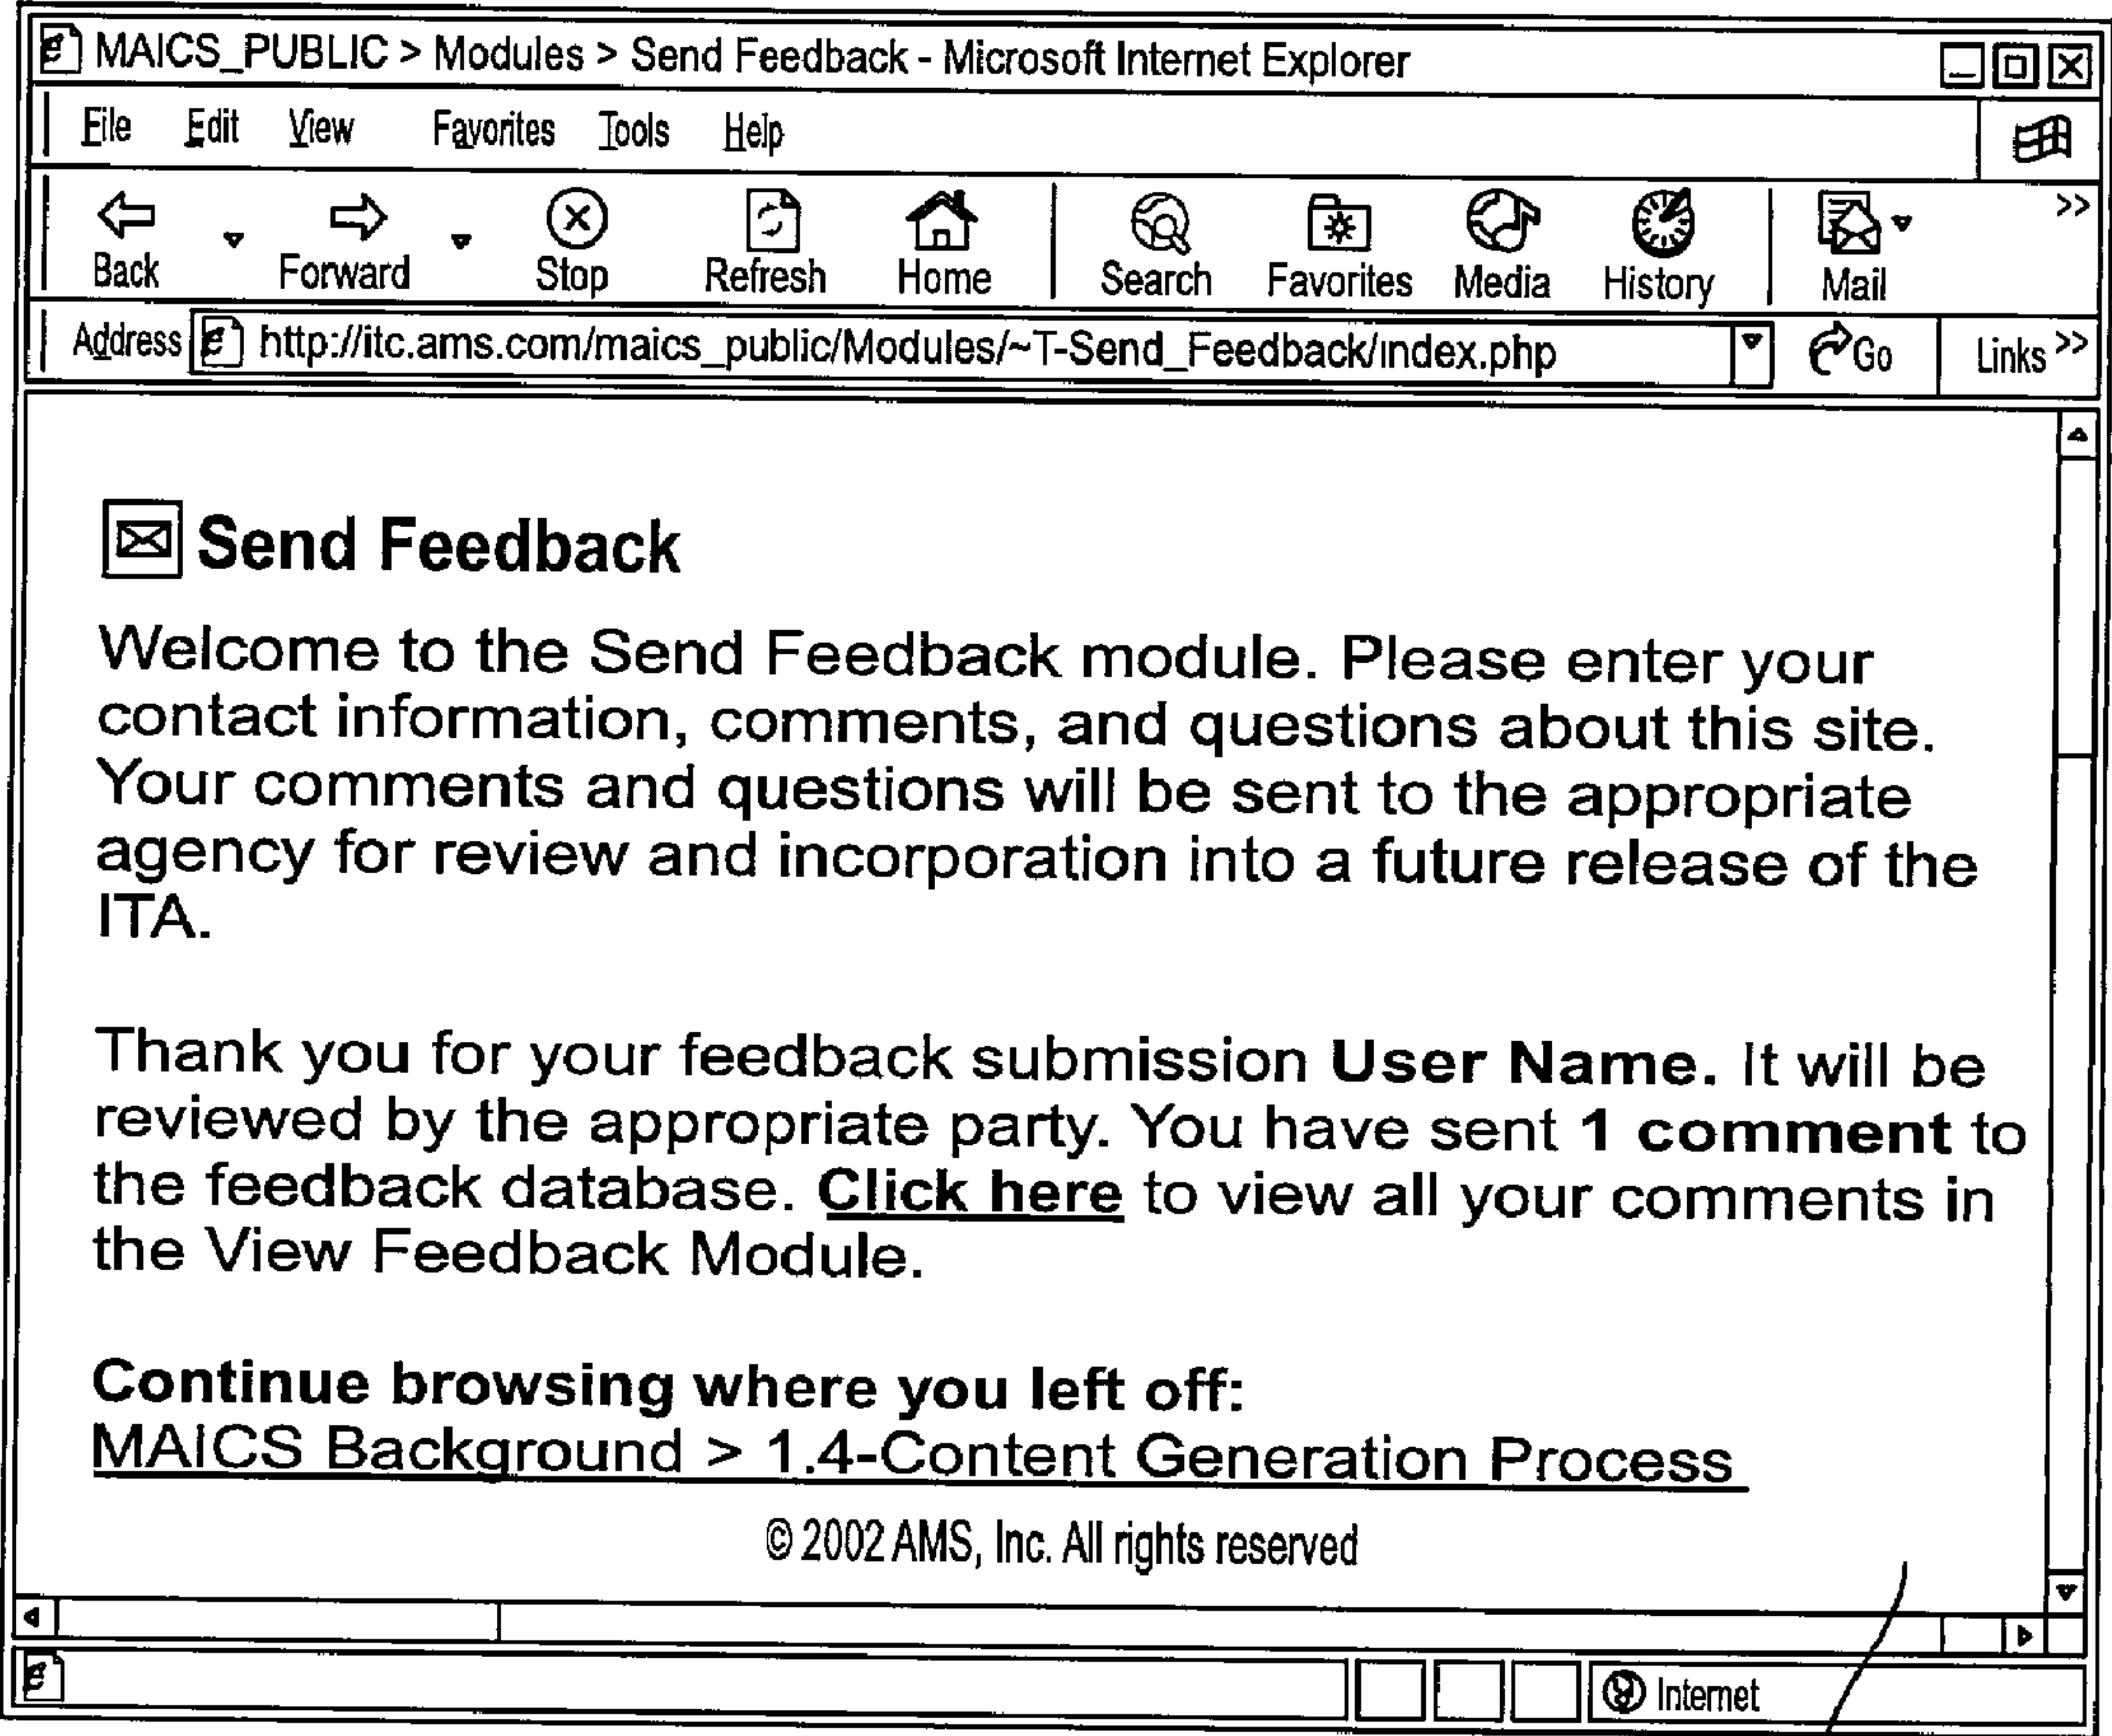 MAICS_PUBLIC > Modules > Send Feedback - Microsoft Internet Explorer
File Edit View Favorites Tools Help
Back Forward Stop Refresh Home Search Favorites Media History Mail >>
Address http://itc.ams.com/maics_public/Modules/~T-Send_Feedback/index.php Go Links >>
Send Feedback
Welcome to the Send Feedback module. Please enter your
contact information, comments, and questions about this site.
Your comments and questions will be sent to the appropriate
agency for review and incorporation into a future release of the
ITA.
Thank you for your feedback submission User Name. It will be
reviewed by the appropriate party. You have sent 1 comment to
the feedback database. Click here to view all your comments in
the View Feedback Module.
Continue browsing where you left off:
MAICS Background > 1.4-Content Generation Process
© 2002 AMS, Inc. All rights reserved
Internet